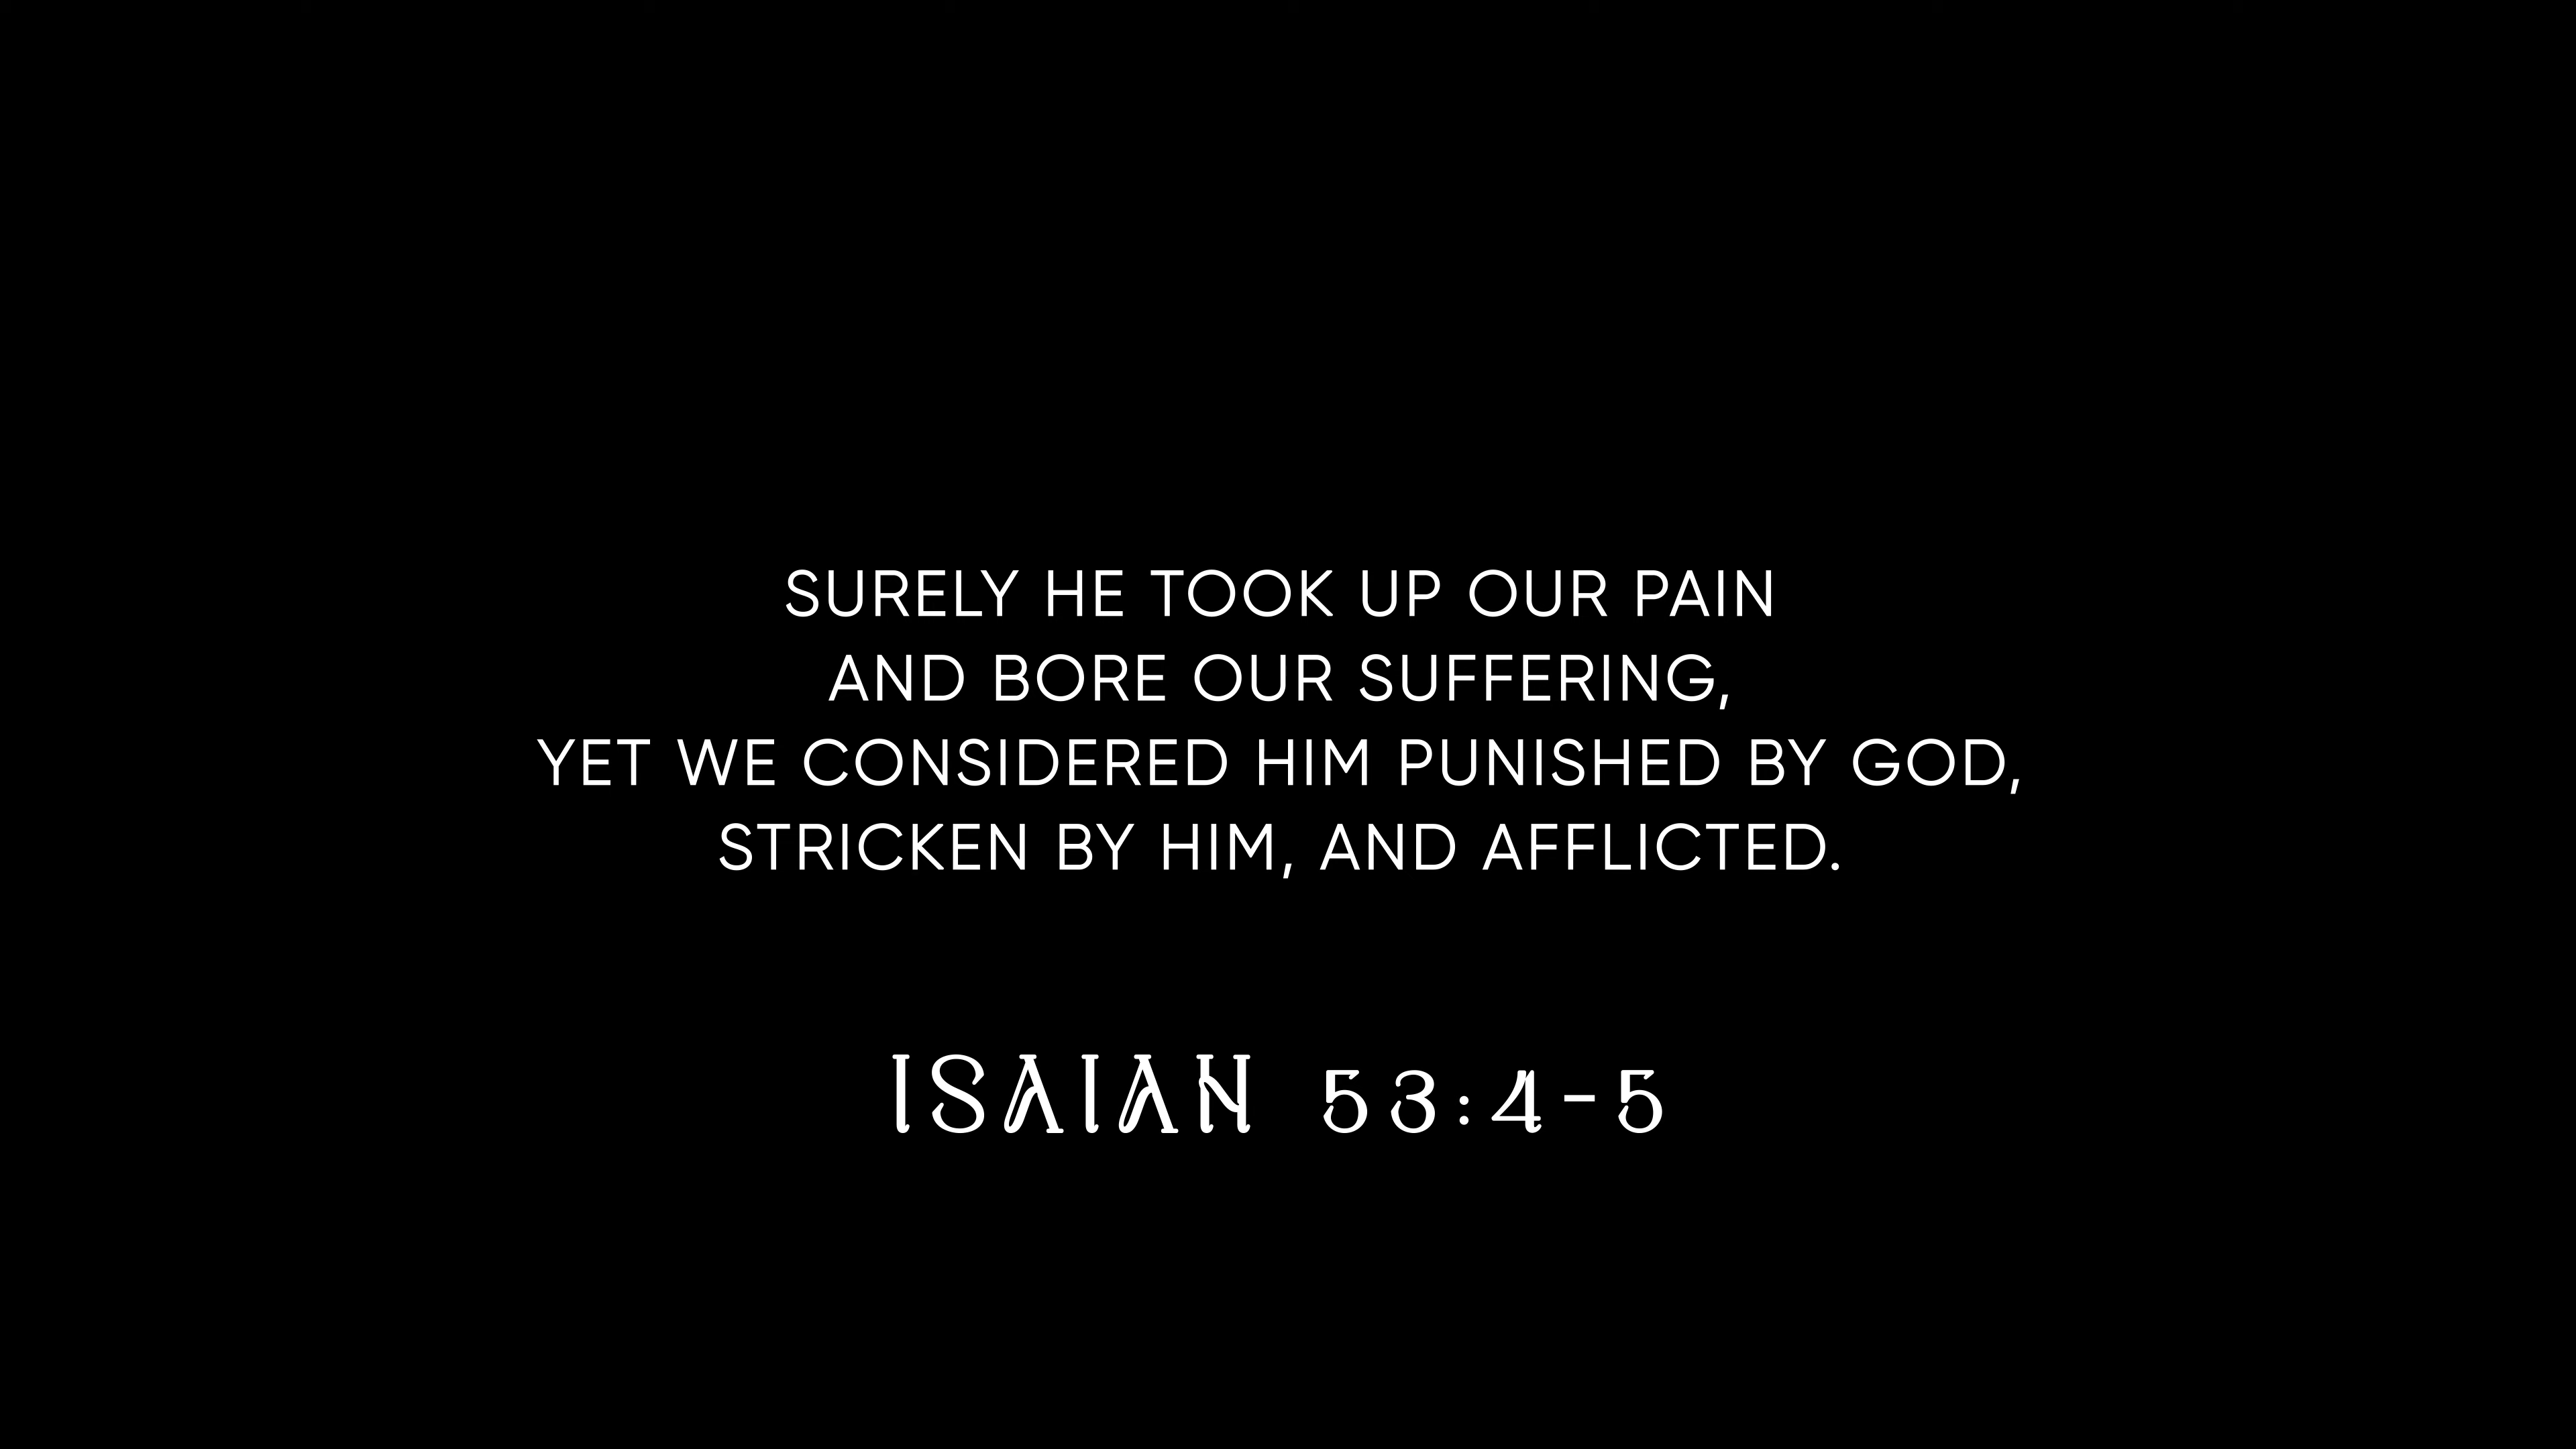 SURELY HE TOOK UP OUR PAIN
AND BORE OUR SUFFERING,
YET WE CONSIDERED HIM PUNISHED BY GOD,
STRICKEN BY HIM, AND AFFLICTED.
ISAIAH 53:4-5